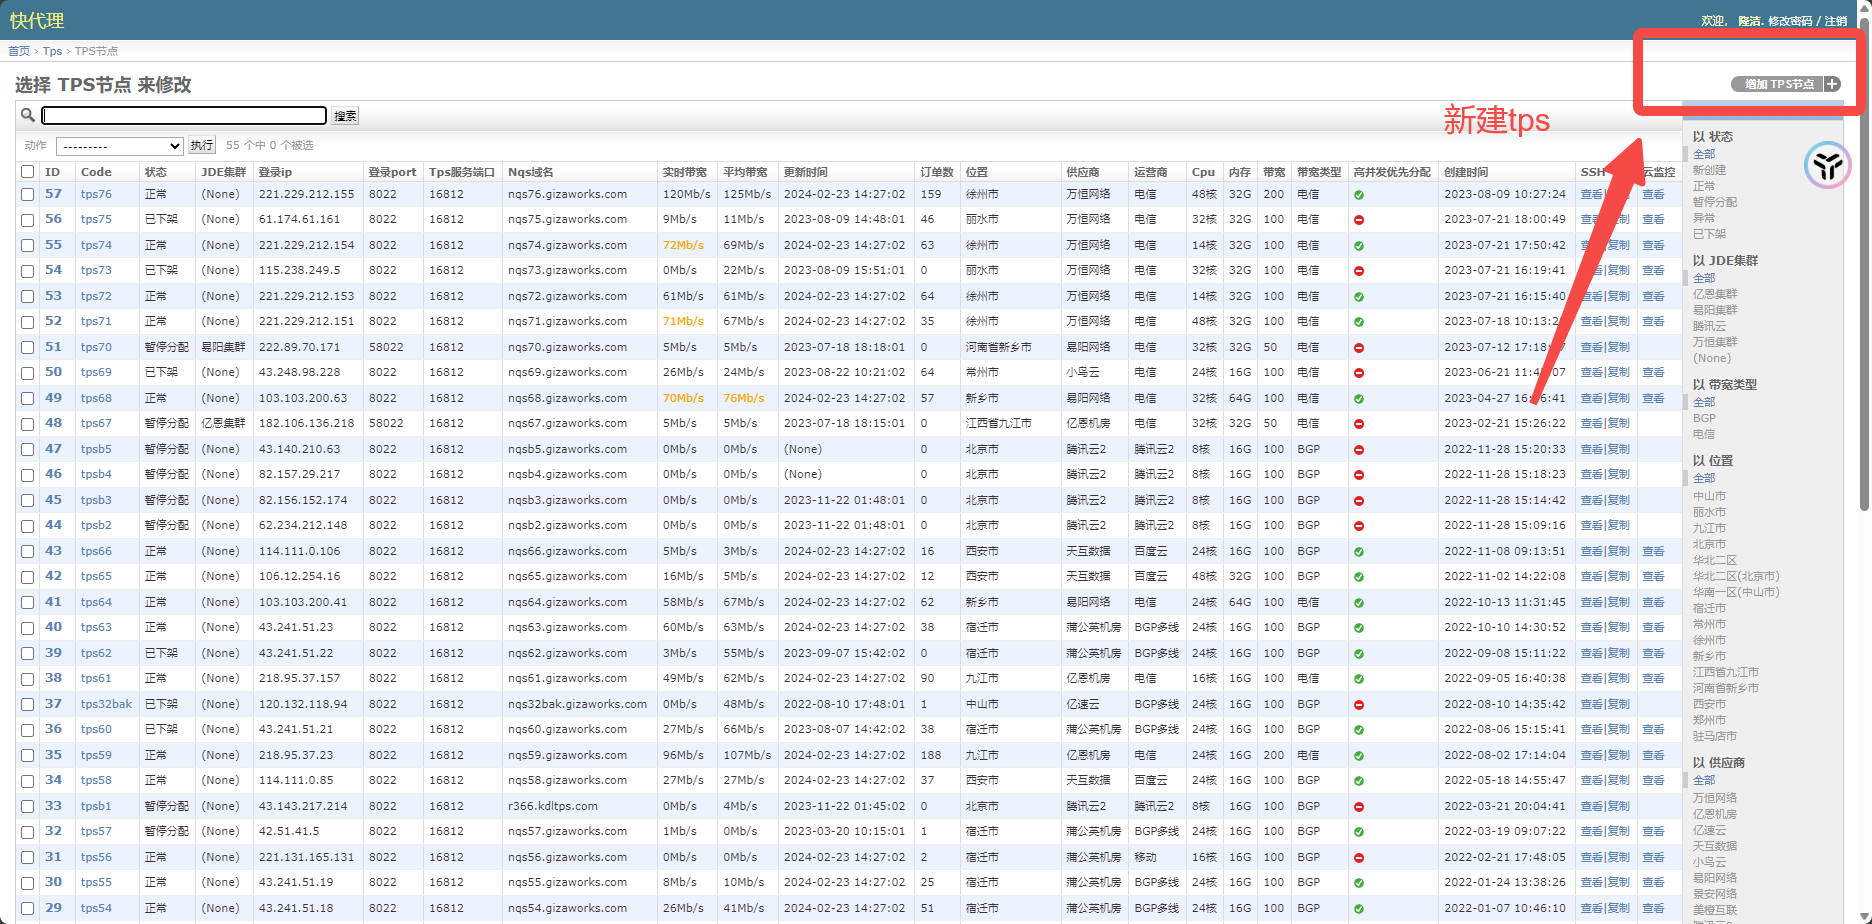 快代理
欢迎, 隆洁. 修改密码 / 注销
首页 › Tps › TPS节点
选择 TPS节点 来修改
增加 TPS节点 +
新建tps
搜索
动作 --------- 执行 55 个中 0 个被选
ID Code 状态 JDE集群 登录ip 登录port Tps服务端口 Nqs域名 实时带宽 平均带宽 更新时间 订单数 位置 供应商 运营商 Cpu 内存 带宽 带宽类型 高并发优先分配 创建时间 SSH 云监控
57 tps76 正常 (None) 221.229.212.155 8022 16812 nqs76.gizaworks.com 120Mb/s 125Mb/s 2024-02-23 14:27:02 159 徐州市 万恒网络 电信 48核 32G 200 电信 2023-08-09 10:27:24 查看 查看
56 tps75 已下架 (None) 61.174.61.161 8022 16812 nqs75.gizaworks.com 9Mb/s 11Mb/s 2023-08-09 14:48:01 46 丽水市 万恒网络 电信 32核 32G 100 电信 2023-07-21 18:00:49 查看 复制 查看
55 tps74 正常 (None) 221.229.212.154 8022 16812 nqs74.gizaworks.com 72Mb/s 69Mb/s 2024-02-23 14:27:02 63 徐州市 万恒网络 电信 14核 32G 100 电信 2023-07-21 17:50:42 查看|复制 查看
54 tps73 已下架 (None) 115.238.249.5 8022 16812 nqs73.gizaworks.com 0Mb/s 22Mb/s 2023-08-09 15:51:01 0 丽水市 万恒网络 电信 32核 32G 100 电信 2023-07-21 16:19:41 查看|复制 查看
53 tps72 正常 (None) 221.229.212.153 8022 16812 nqs72.gizaworks.com 61Mb/s 61Mb/s 2024-02-23 14:27:02 64 徐州市 万恒网络 电信 14核 32G 100 电信 2023-07-21 16:15:40 查看|复制 查看
52 tps71 正常 (None) 221.229.212.151 8022 16812 nqs71.gizaworks.com 71Mb/s 67Mb/s 2024-02-23 14:27:02 35 徐州市 万恒网络 电信 48核 32G 100 电信 2023-07-18 10:13:2 查看|复制 查看
51 tps70 暂停分配 易阳集群 222.89.70.171 58022 16812 nqs70.gizaworks.com 5Mb/s 5Mb/s 2023-07-18 18:18:01 0 河南省新乡市 易阳网络 电信 32核 32G 50 电信 2023-07-12 17:18: 查看|复制
50 tps69 已下架 (None) 43.248.98.228 8022 16812 nqs69.gizaworks.com 26Mb/s 24Mb/s 2023-08-22 10:21:02 64 常州市 小鸟云 电信 24核 16G 100 电信 2023-06-21 11:4 :07 查看|复制 查看
49 tps68 正常 (None) 103.103.200.63 8022 16812 nqs68.gizaworks.com 70Mb/s 76Mb/s 2024-02-23 14:27:02 57 新乡市 易阳网络 电信 32核 64G 100 电信 2023-04-27 16: 6:41 查看|复制 查看
48 tps67 暂停分配 亿恩集群 182.106.136.218 58022 16812 nqs67.gizaworks.com 5Mb/s 5Mb/s 2023-07-18 18:15:01 0 江西省九江市 亿恩机房 电信 32核 32G 50 电信 2023-02-21 15:26:22 查看|复制
47 tpsb5 暂停分配 (None) 43.140.210.63 8022 16812 nqsb5.gizaworks.com 0Mb/s 0Mb/s (None) 0 北京市 腾讯云2 腾讯云2 8核 16G 100 BGP 2022-11-28 15:20:33 查看|复制
46 tpsb4 暂停分配 (None) 82.157.29.217 8022 16812 nqsb4.gizaworks.com 0Mb/s 0Mb/s (None) 0 北京市 腾讯云2 腾讯云2 8核 16G 100 BGP 2022-11-28 15:18:23 查看|复制
45 tpsb3 暂停分配 (None) 82.156.152.174 8022 16812 nqsb3.gizaworks.com 0Mb/s 0Mb/s 2023-11-22 01:48:01 0 北京市 腾讯云2 腾讯云2 8核 16G 100 BGP 2022-11-28 15:14:42 查看|复制
44 tpsb2 暂停分配 (None) 62.234.212.148 8022 16812 nqsb2.gizaworks.com 0Mb/s 0Mb/s 2023-11-22 01:48:01 0 北京市 腾讯云2 腾讯云2 8核 16G 100 BGP 2022-11-28 15:09:16 查看|复制
43 tps66 正常 (None) 114.111.0.106 8022 16812 nqs66.gizaworks.com 5Mb/s 3Mb/s 2024-02-23 14:27:02 16 西安市 天互数据 百度云 24核 16G 100 BGP 2022-11-08 09:13:51 查看|复制 查看
42 tps65 正常 (None) 106.12.254.16 8022 16812 nqs65.gizaworks.com 16Mb/s 5Mb/s 2024-02-23 14:27:02 12 西安市 天互数据 百度云 48核 32G 100 BGP 2022-11-02 14:22:08 查看|复制 查看
41 tps64 正常 (None) 103.103.200.41 8022 16812 nqs64.gizaworks.com 58Mb/s 67Mb/s 2024-02-23 14:27:02 62 新乡市 易阳网络 电信 24核 64G 100 电信 2022-10-13 11:31:45 查看|复制 查看
40 tps63 正常 (None) 43.241.51.23 8022 16812 nqs63.gizaworks.com 60Mb/s 63Mb/s 2024-02-23 14:27:02 38 宿迁市 蒲公英机房 BGP多线 24核 16G 100 BGP 2022-10-10 14:30:52 查看|复制 查看
39 tps62 已下架 (None) 43.241.51.22 8022 16812 nqs62.gizaworks.com 3Mb/s 55Mb/s 2023-09-07 15:42:02 0 宿迁市 蒲公英机房 BGP多线 24核 16G 100 BGP 2022-09-08 15:11:22 查看|复制 查看
38 tps61 正常 (None) 218.95.37.157 8022 16812 nqs61.gizaworks.com 49Mb/s 62Mb/s 2024-02-23 14:27:02 90 九江市 亿恩机房 电信 16核 16G 100 电信 2022-09-05 16:40:38 查看|复制 查看
37 tps32bak 已下架 (None) 120.132.118.94 8022 16812 nqs32bak.gizaworks.com 0Mb/s 48Mb/s 2022-08-10 17:48:01 1 中山市 亿速云 BGP多线 24核 16G 100 BGP 2022-08-10 14:35:42 查看|复制
36 tps60 已下架 (None) 43.241.51.21 8022 16812 nqs60.gizaworks.com 27Mb/s 66Mb/s 2023-08-07 14:42:02 38 宿迁市 蒲公英机房 BGP多线 24核 16G 100 BGP 2022-08-06 15:15:41 查看|复制 查看
35 tps59 正常 (None) 218.95.37.23 8022 16812 nqs59.gizaworks.com 96Mb/s 107Mb/s 2024-02-23 14:27:02 188 九江市 亿恩机房 电信 24核 16G 200 电信 2022-08-02 17:14:04 查看|复制 查看
34 tps58 正常 (None) 114.111.0.85 8022 16812 nqs58.gizaworks.com 27Mb/s 27Mb/s 2024-02-23 14:27:02 37 西安市 天互数据 百度云 24核 16G 100 BGP 2022-05-18 14:55:47 查看|复制 查看
33 tpsb1 暂停分配 (None) 43.143.217.214 8022 16812 r366.kdltps.com 0Mb/s 4Mb/s 2023-11-22 01:45:02 0 北京市 腾讯云2 腾讯云2 8核 16G 100 BGP 2022-03-21 20:04:41 查看|复制
32 tps57 暂停分配 (None) 42.51.41.5 8022 16812 nqs57.gizaworks.com 1Mb/s 0Mb/s 2023-03-20 10:15:01 1 宿迁市 蒲公英机房 BGP多线 24核 16G 100 BGP 2022-03-19 09:07:22 查看|复制 查看
31 tps56 正常 (None) 221.131.165.131 8022 16812 nqs56.gizaworks.com 0Mb/s 0Mb/s 2024-02-23 14:27:02 2 宿迁市 蒲公英机房 移动 16核 16G 100 BGP 2022-02-21 17:48:05 查看|复制 查看
30 tps55 正常 (None) 43.241.51.19 8022 16812 nqs55.gizaworks.com 8Mb/s 10Mb/s 2024-02-23 14:27:02 25 宿迁市 蒲公英机房 BGP多线 24核 16G 100 BGP 2022-01-24 13:38:26 查看|复制 查看
29 tps54 正常 (None) 43.241.51.18 8022 16812 nqs54.gizaworks.com 26Mb/s 41Mb/s 2024-02-23 14:27:02 51 宿迁市 蒲公英机房 BGP多线 24核 16G 100 BGP 2022-01-07 10:46:10 查看|复制 查看
以 状态
全部
新创建
正常
暂停分配
异常
已下架
以 JDE集群
全部
亿恩集群
易阳集群
腾讯云
万恒集群
(None)
以 带宽类型
全部
BGP
电信
以 位置
全部
中山市
丽水市
九江市
北京市
华北二区
华北二区(北京市)
华南一区(中山市)
宿迁市
常州市
徐州市
新乡市
江西省九江市
河南省新乡市
西安市
郑州市
驻马店市
以 供应商
全部
万恒网络
亿恩机房
亿速云
天互数据
小鸟云
易阳网络
景安网络
美橙互联